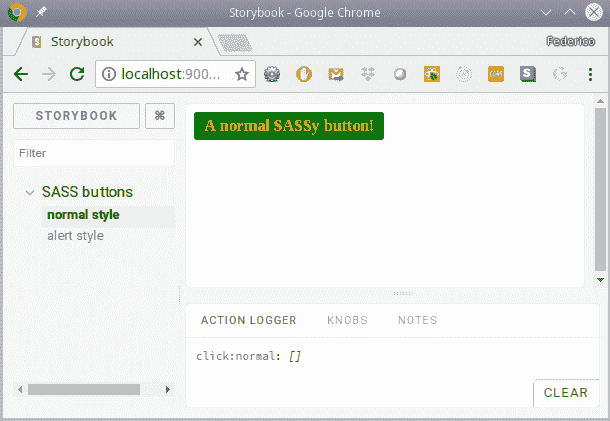 Storybook - Google Chrome
Storybook
Federico
localhost:900...
STORYBOOK
⌘
Filter
SASS buttons
normal style
alert style
A normal SASSy button!
ACTION LOGGER KNOBS NOTES
click:normal: []
CLEAR